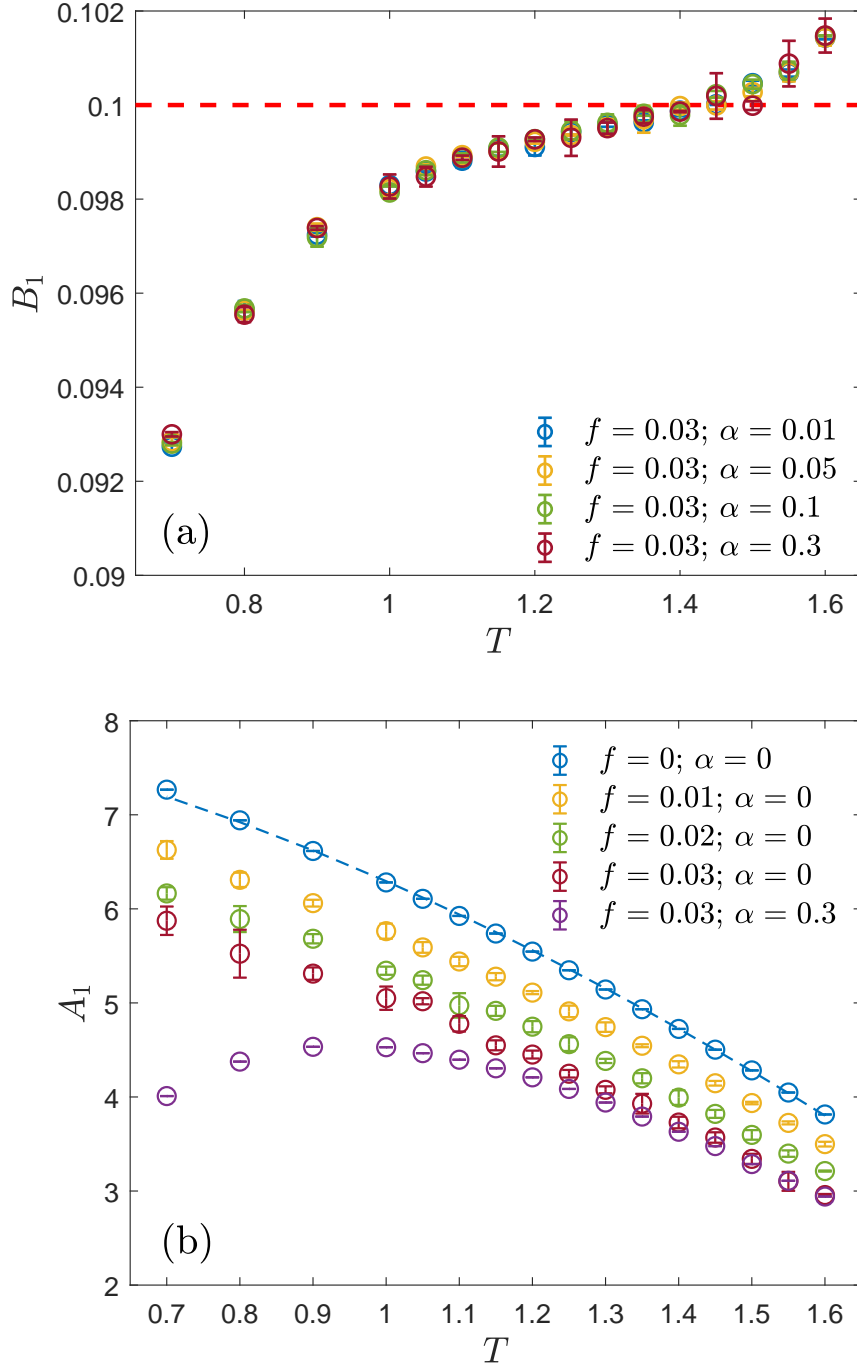 0.102
0.1
0.098
0.096
0.094
0.092
0.09
B₁
f = 0.03; α = 0.01
f = 0.03; α = 0.05
f = 0.03; α = 0.1
f = 0.03; α = 0.3
(a)
0.8 1 1.2 1.4 1.6
T
8
7
6
5
4
3
2
A₁
f = 0; α = 0
f = 0.01; α = 0
f = 0.02; α = 0
f = 0.03; α = 0
f = 0.03; α = 0.3
(b)
0.7 0.8 0.9 1 1.1 1.2 1.3 1.4 1.5 1.6
T